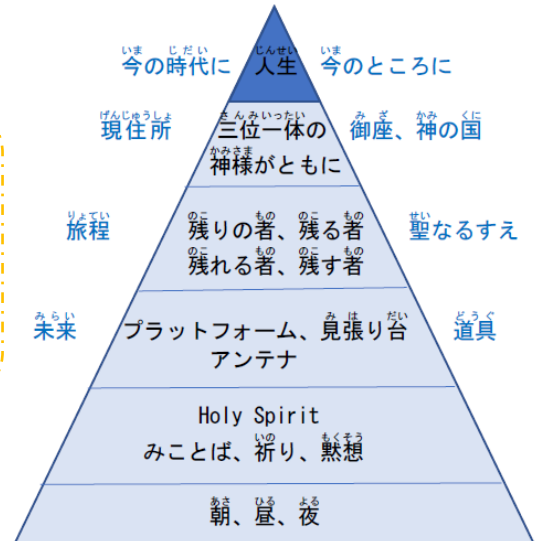 今の時代に 人生 今のところに
現住所 三位一体の 御座、神の国
神様がともに
旅程 残りの者、残る者 聖なるすえ
残れる者、残す者
未来 プラットフォーム、見張り台 道具
アンテナ
Holy Spirit
みことば、祈り、黙想
朝、昼、夜